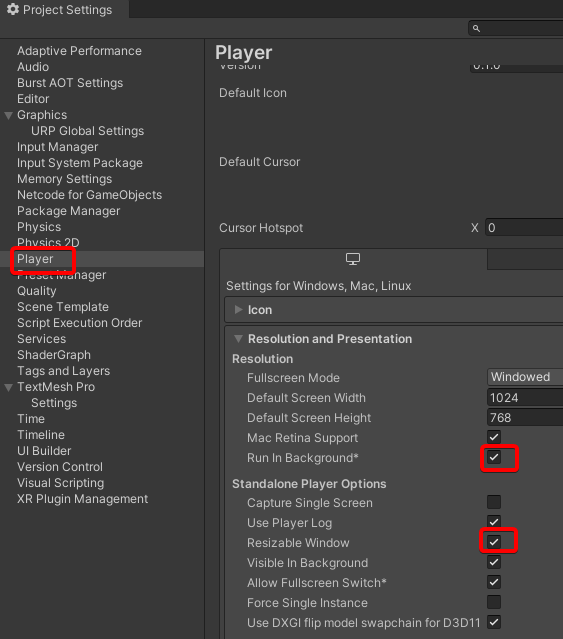 Project Settings
Adaptive Performance
Audio
Burst AOT Settings
Editor
Graphics
URP Global Settings
Input Manager
Input System Package
Memory Settings
Netcode for GameObjects
Package Manager
Physics
Physics 2D
Player
Preset Manager
Quality
Scene Template
Script Execution Order
Services
ShaderGraph
Tags and Layers
TextMesh Pro
Settings
Time
Timeline
UI Builder
Version Control
Visual Scripting
XR Plugin Management
Player
Version 0.1.0
Default Icon
Default Cursor
Cursor Hotspot X 0
Settings for Windows, Mac, Linux
Icon
Resolution and Presentation
Resolution
Fullscreen Mode Windowed
Default Screen Width 1024
Default Screen Height 768
Mac Retina Support
Run In Background*
Standalone Player Options
Capture Single Screen
Use Player Log
Resizable Window
Visible In Background
Allow Fullscreen Switch*
Force Single Instance
Use DXGI flip model swapchain for D3D11